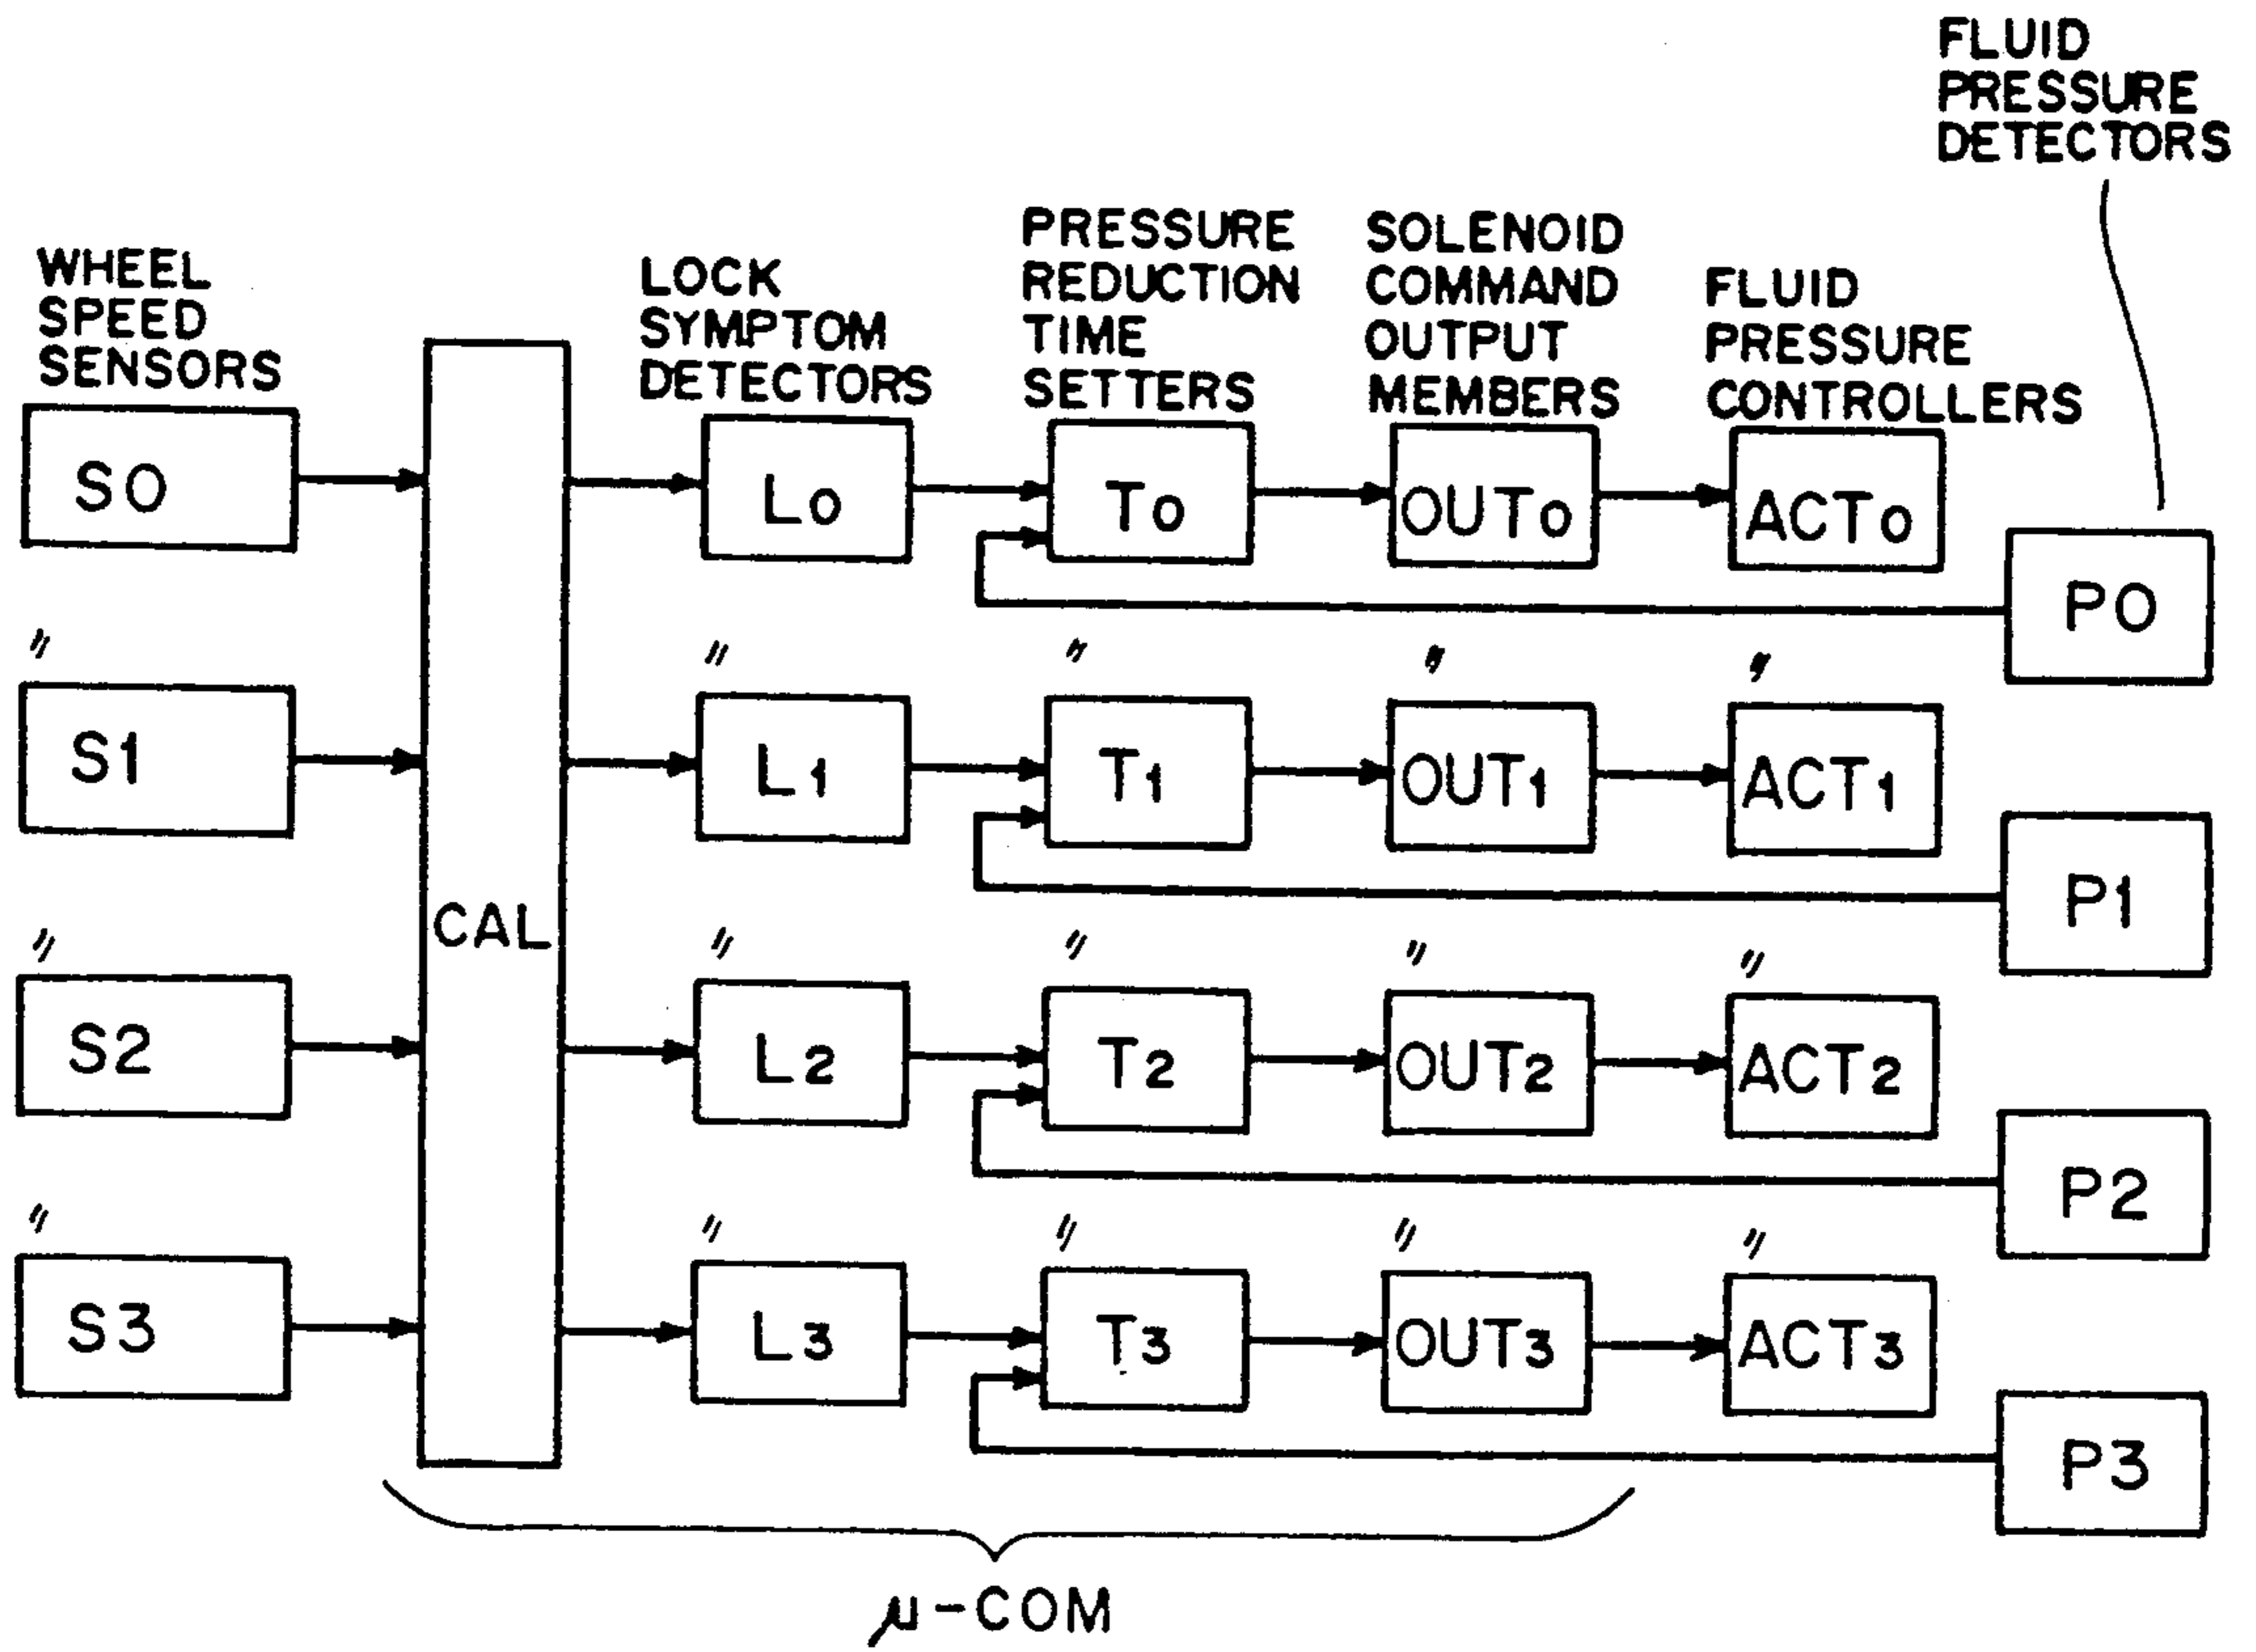 FLUID
PRESSURE
DETECTORS
WHEEL
SPEED
SENSORS
LOCK
SYMPTOM
DETECTORS
PRESSURE
REDUCTION
TIME
SETTERS
SOLENOID
COMMAND
OUTPUT
MEMBERS
FLUID
PRESSURE
CONTROLLERS
S0
L0
T0
OUT0
ACT0
P0
〃 〃 〃 〃 〃
S1
L1
T1
OUT1
ACT1
P1
CAL
〃 〃 〃 〃 〃
S2
L2
T2
OUT2
ACT2
P2
〃 〃 〃 〃 〃
S3
L3
T3
OUT3
ACT3
P3
μ-COM